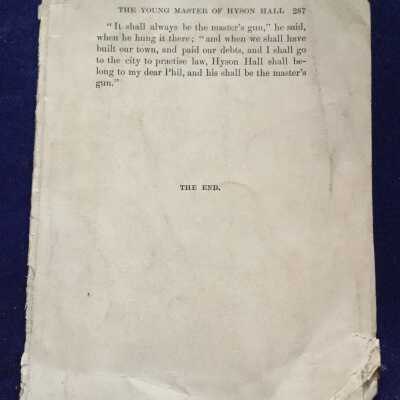 THE YOUNG MASTER OF HYSON HALL 287
"It shall always be the master's gun," he said,
when he hung it there; "and when we shall have
built our town, and paid our debts, and I shall go
to the city to practise law, Hyson Hall shall be-
long to my dear Phil, and his shall be the master's
gun."
THE END.